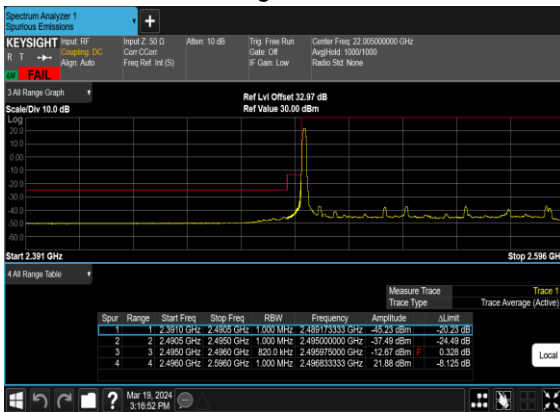 Spectrum Analyzer 1
Spurious Emissions
KEYSIGHT
R T
LV FAIL
Input: RF
Coupling: DC
Align: Auto
Input Z: 50 Ω
Corr CCorr
Freq Ref: Int (S)
Atten: 10 dB
Trig: Free Run
Gate: Off
IF Gain: Low
Center Freq: 22.005000000 GHz
Avg|Hold: 1000/1000
Radio Std: None
3 All Range Graph
Scale/Div 10.0 dB
Ref Lvl Offset 32.97 dB
Ref Value 30.00 dBm
Log
20.0
10.0
0.00
-10.0
-20.0
-30.0
-40.0
-50.0
-60.0
Start 2.391 GHz
Stop 2.596 GH
4 All Range Table
Measure Trace Trace 1
Trace Type Trace Average (Active)
Spur Range Start Freq Stop Freq RBW Frequency Amplitude ΔLimit
1 1 2.3910 GHz 2.4905 GHz 1.000 MHz 2.489173333 GHz -45.23 dBm -20.23 dB
2 2 2.4905 GHz 2.4950 GHz 1.000 MHz 2.495000000 GHz -37.49 dBm -24.49 dB
3 3 2.4950 GHz 2.4960 GHz 820.0 kHz 2.495975000 GHz -12.67 dBm F 0.328 dB
4 4 2.4960 GHz 2.5960 GHz 1.000 MHz 2.496833333 GHz 21.88 dBm -8.125 dB
Local
Mar 19, 2024
3:16:52 PM